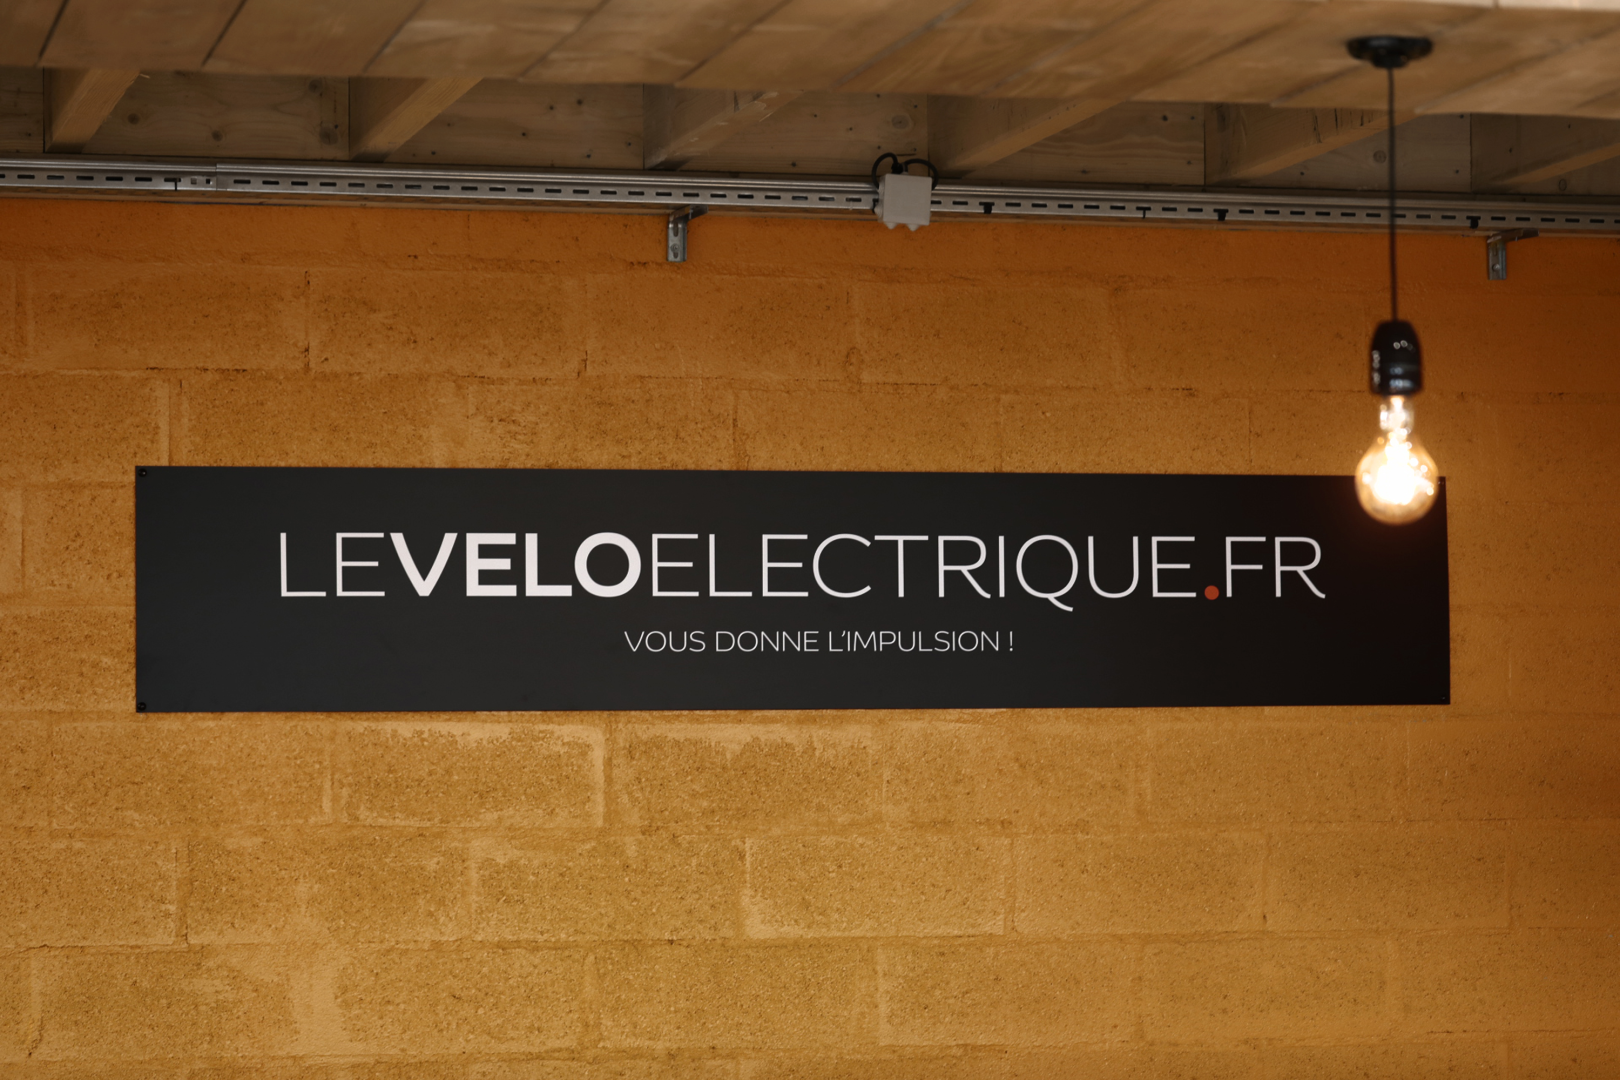 LEVELOELECTRIQUE.FR
VOUS DONNE L'IMPULSION !